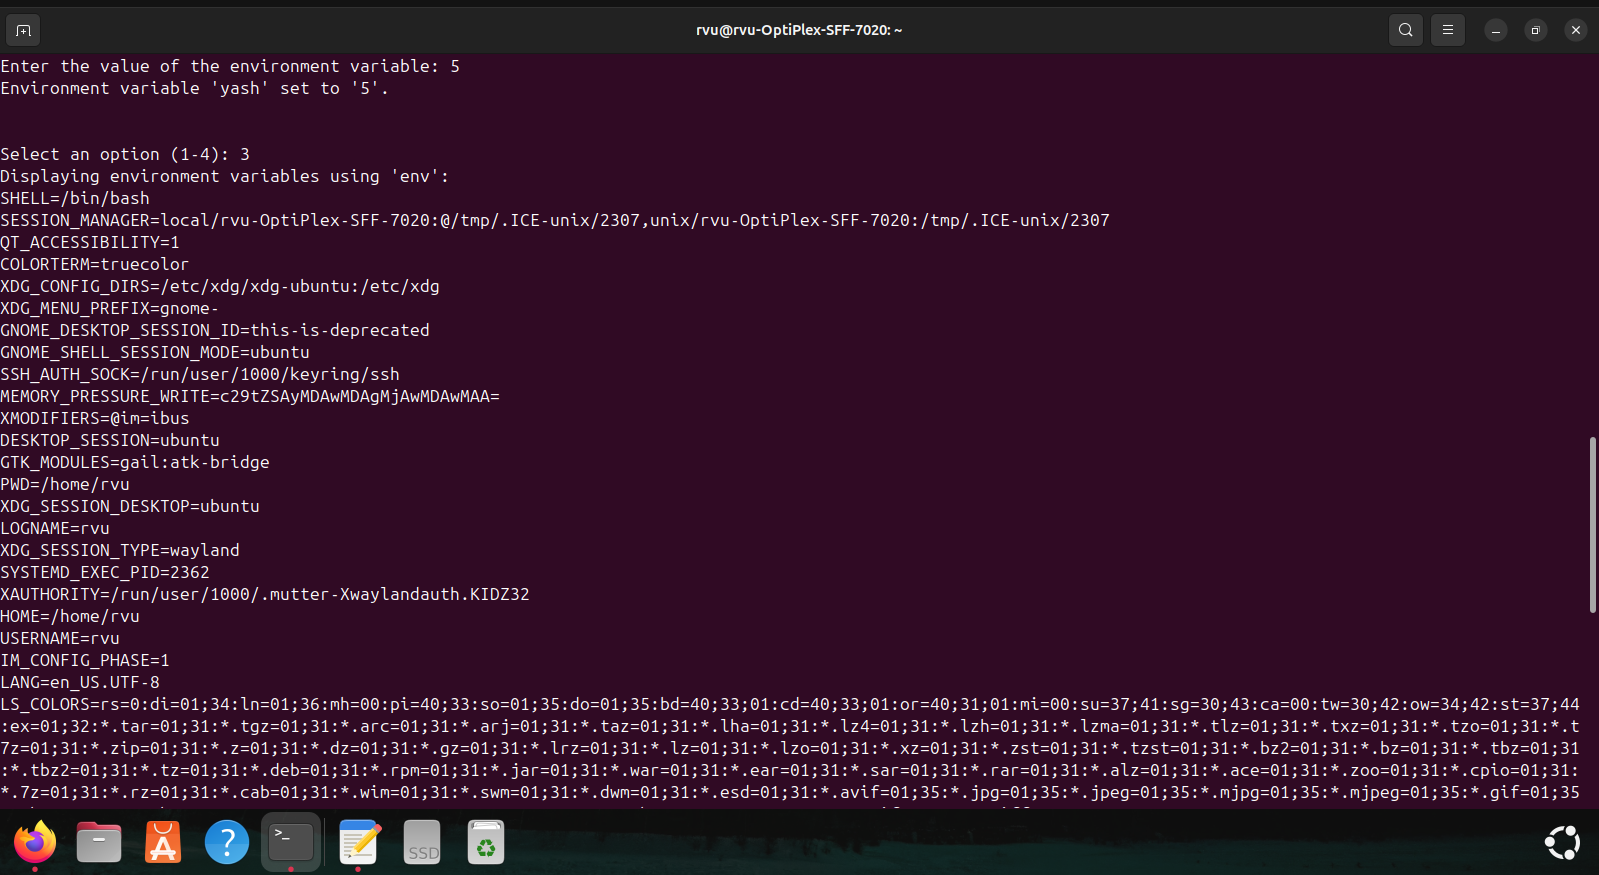 rvu@rvu-OptiPlex-SFF-7020: ~
Enter the value of the environment variable: 5
Environment variable 'yash' set to '5'.
Select an option (1-4): 3
Displaying environment variables using 'env':
SHELL=/bin/bash
SESSION_MANAGER=local/rvu-OptiPlex-SFF-7020:@/tmp/.ICE-unix/2307,unix/rvu-OptiPlex-SFF-7020:/tmp/.ICE-unix/2307
QT_ACCESSIBILITY=1
COLORTERM=truecolor
XDG_CONFIG_DIRS=/etc/xdg/xdg-ubuntu:/etc/xdg
XDG_MENU_PREFIX=gnome-
GNOME_DESKTOP_SESSION_ID=this-is-deprecated
GNOME_SHELL_SESSION_MODE=ubuntu
SSH_AUTH_SOCK=/run/user/1000/keyring/ssh
MEMORY_PRESSURE_WRITE=c29tZSAyMDAwMDAgMjAwMDAwMAA=
XMODIFIERS=@im=ibus
DESKTOP_SESSION=ubuntu
GTK_MODULES=gail:atk-bridge
PWD=/home/rvu
XDG_SESSION_DESKTOP=ubuntu
LOGNAME=rvu
XDG_SESSION_TYPE=wayland
SYSTEMD_EXEC_PID=2362
XAUTHORITY=/run/user/1000/.mutter-Xwaylandauth.KIDZ32
HOME=/home/rvu
USERNAME=rvu
IM_CONFIG_PHASE=1
LANG=en_US.UTF-8
LS_COLORS=rs=0:di=01;34:ln=01;36:mh=00:pi=40;33:so=01;35:do=01;35:bd=40;33;01:cd=40;33;01:or=40;31;01:mi=00:su=37;41:sg=30;43:ca=00:tw=30;42:ow=34;42:st=37;44
:ex=01;32:*.tar=01;31:*.tgz=01;31:*.arc=01;31:*.arj=01;31:*.taz=01;31:*.lha=01;31:*.lz4=01;31:*.lzh=01;31:*.lzma=01;31:*.tlz=01;31:*.txz=01;31:*.tzo=01;31:*.t
7z=01;31:*.zip=01;31:*.z=01;31:*.dz=01;31:*.gz=01;31:*.lrz=01;31:*.lz=01;31:*.lzo=01;31:*.xz=01;31:*.zst=01;31:*.tzst=01;31:*.bz2=01;31:*.bz=01;31:*.tbz=01;31
:*.tbz2=01;31:*.tz=01;31:*.deb=01;31:*.rpm=01;31:*.jar=01;31:*.war=01;31:*.ear=01;31:*.sar=01;31:*.rar=01;31:*.alz=01;31:*.ace=01;31:*.zoo=01;31:*.cpio=01;31:
*.7z=01;31:*.rz=01;31:*.cab=01;31:*.wim=01;31:*.swm=01;31:*.dwm=01;31:*.esd=01;31:*.avif=01;35:*.jpg=01;35:*.jpeg=01;35:*.mjpg=01;35:*.mjpeg=01;35:*.gif=01;35
SSD